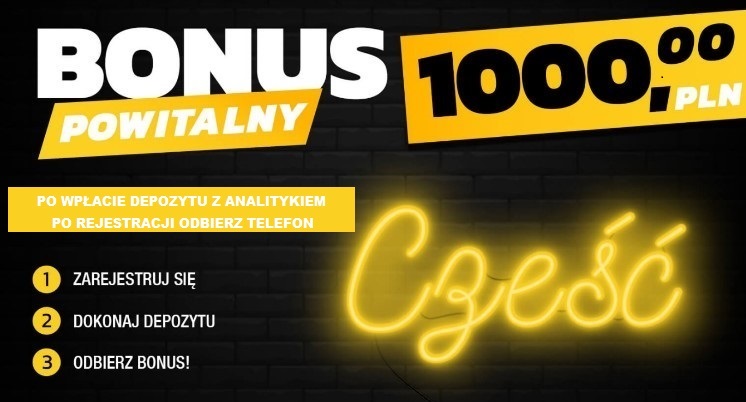 BONUS
POWITALNY
1000,00 PLN
PO WPŁACIE DEPOZYTU Z ANALITYKIEM
PO REJESTRACJI ODBIERZ TELEFON
Cześć
1 ZAREJESTRUJ SIĘ
2 DOKONAJ DEPOZYTU
3 ODBIERZ BONUS!